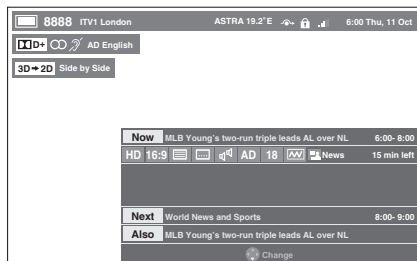 8888 ITV1 London ASTRA 19.2˚E 6:00 Thu, 11 Oct
D+ AD English
3D➔2D Side by Side
Now MLB Young's two-run triple leads AL over NL 6:00- 8:00
HD 16:9 AD 18 News 15 min left
Next World News and Sports 8:00- 9:00
Also MLB Young's two-run triple leads AL over NL
Change